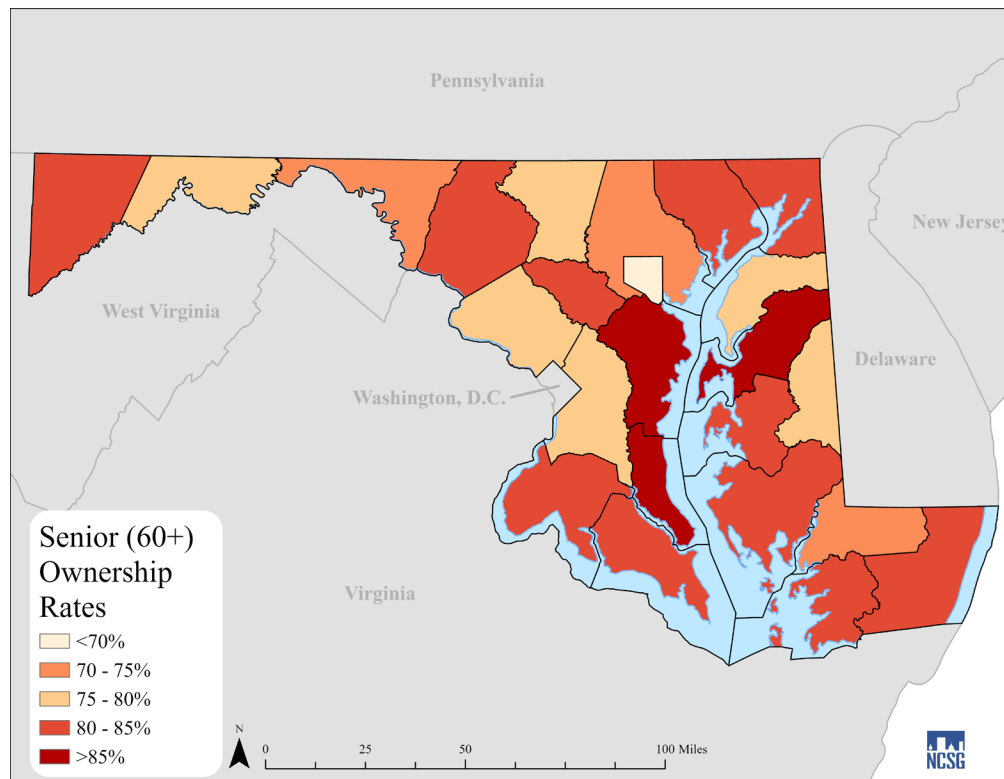 Pennsylvania
New Jersey
West Virginia
Delaware
Washington, D.C.
Virginia
Senior (60+)
Ownership
Rates
<70%
70 - 75%
75 - 80%
80 - 85%
>85%
N
0 25 50 100 Miles
NCSG